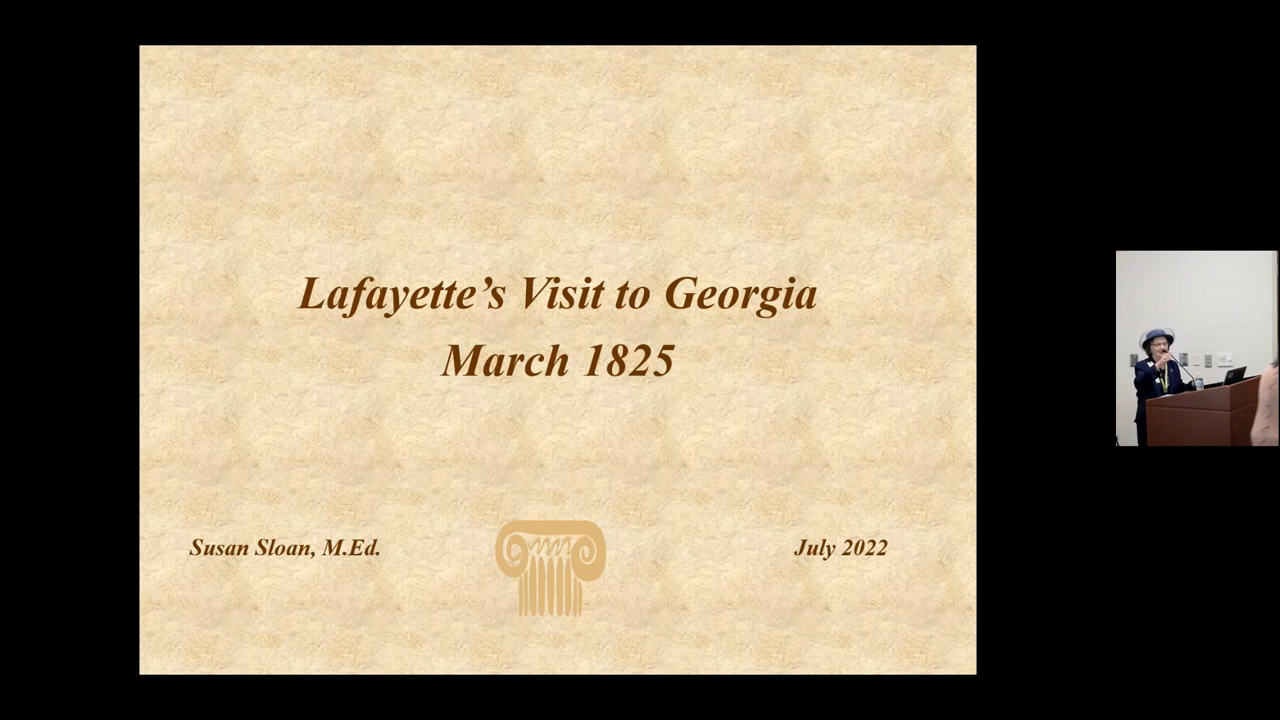 Lafayette’s Visit to Georgia
March 1825
Susan Sloan, M.Ed.
July 2022